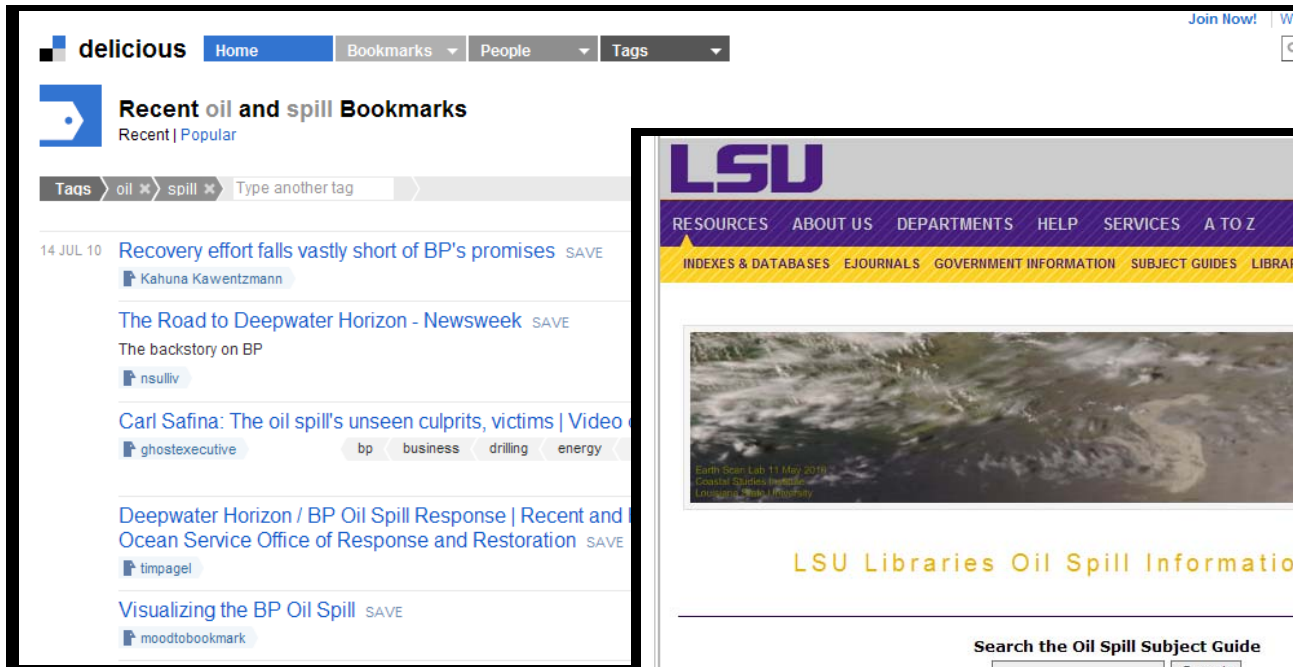 Join Now!
delicious
Home Bookmarks People Tags
Recent oil and spill Bookmarks
Recent | Popular
Tags oil spill Type another tag
14 JUL 10 Recovery effort falls vastly short of BP's promises SAVE
Kahuna Kawentzmann
The Road to Deepwater Horizon - Newsweek SAVE
The backstory on BP
nsulliv
Carl Safina: The oil spill's unseen culprits, victims | Video
ghostexecutive bp business drilling energy
Deepwater Horizon / BP Oil Spill Response | Recent and
Ocean Service Office of Response and Restoration SAVE
timpagel
Visualizing the BP Oil Spill SAVE
moodtobookmark
LSU
RESOURCES ABOUT US DEPARTMENTS HELP SERVICES A TO Z
INDEXES & DATABASES EJOURNALS GOVERNMENT INFORMATION SUBJECT GUIDES LIBRAR
Earth Scan Lab 11 May 2010
Coastal Studies Institute
Louisiana State University
LSU Libraries Oil Spill Informatio
Search the Oil Spill Subject Guide